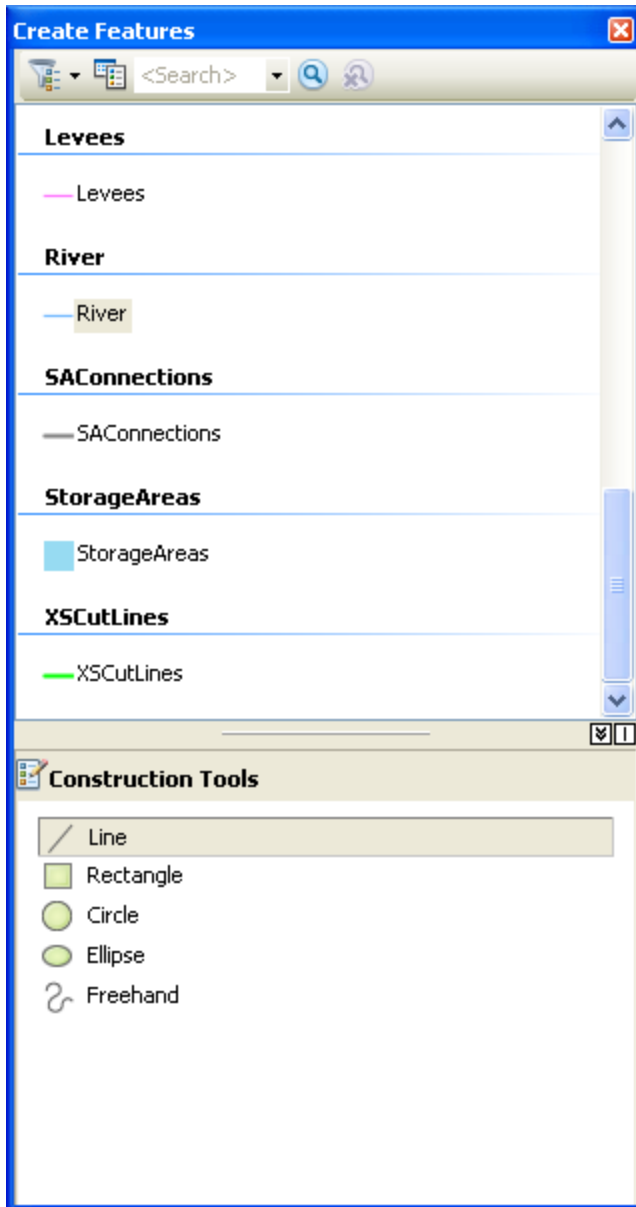 Create Features
<Search>
Levees
Levees
River
River
SAConnections
SAConnections
StorageAreas
StorageAreas
XSCutLines
XSCutLines
Construction Tools
Line
Rectangle
Circle
Ellipse
Freehand